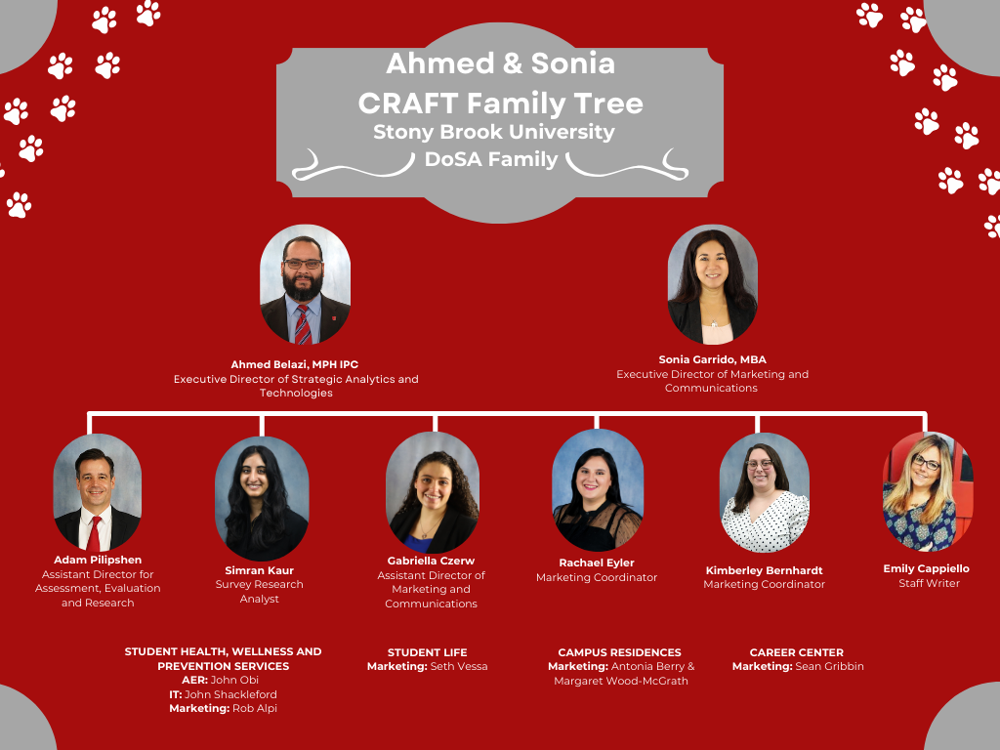 Ahmed & Sonia
CRAFT Family Tree
Stony Brook University
DoSA Family
Ahmed Belazi, MPH IPC
Executive Director of Strategic Analytics and
Technologies
Sonia Garrido, MBA
Executive Director of Marketing and
Communications
Adam Pilipshen
Assistant Director for
Assessment, Evaluation
and Research
Simran Kaur
Survey Research
Analyst
Gabriella Czerw
Assistant Director of
Marketing and
Communications
Rachael Eyler
Marketing Coordinator
Kimberley Bernhardt
Marketing Coordinator
Emily Cappiello
Staff Writer
STUDENT HEALTH, WELLNESS AND
PREVENTION SERVICES
AER: John Obi
IT: John Shackleford
Marketing: Rob Alpi
STUDENT LIFE
Marketing: Seth Vessa
CAMPUS RESIDENCES
Marketing: Antonia Berry &
Margaret Wood-McGrath
CAREER CENTER
Marketing: Sean Gribbin